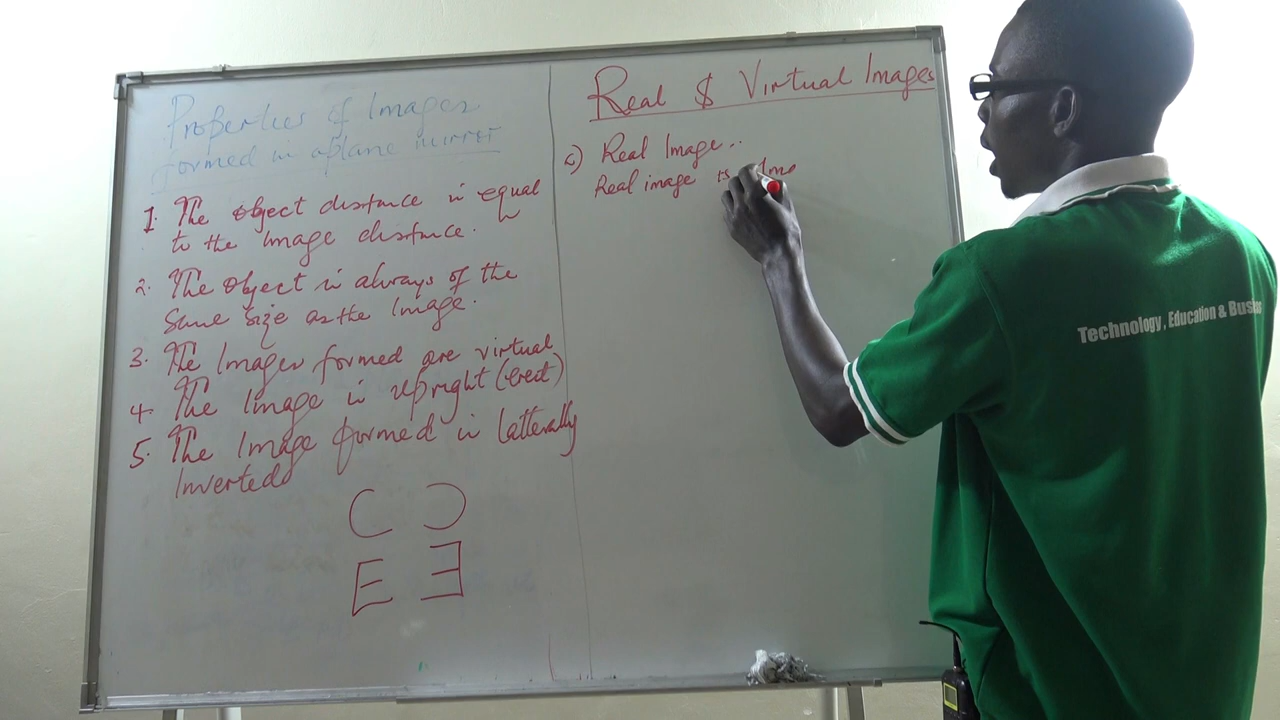 Properties of Images
formed in a plane mirror
1. The object distance is equal
to the Image distance.
2. The object is always of the
same size as the Image.
3. The Images formed are virtual
4. The Image is upright (erect)
5. The Image formed is latterally
Inverted
C Ɔ
E Ǝ
Real $ Virtual Images
Real Image..
Real image is
Technology, Education &